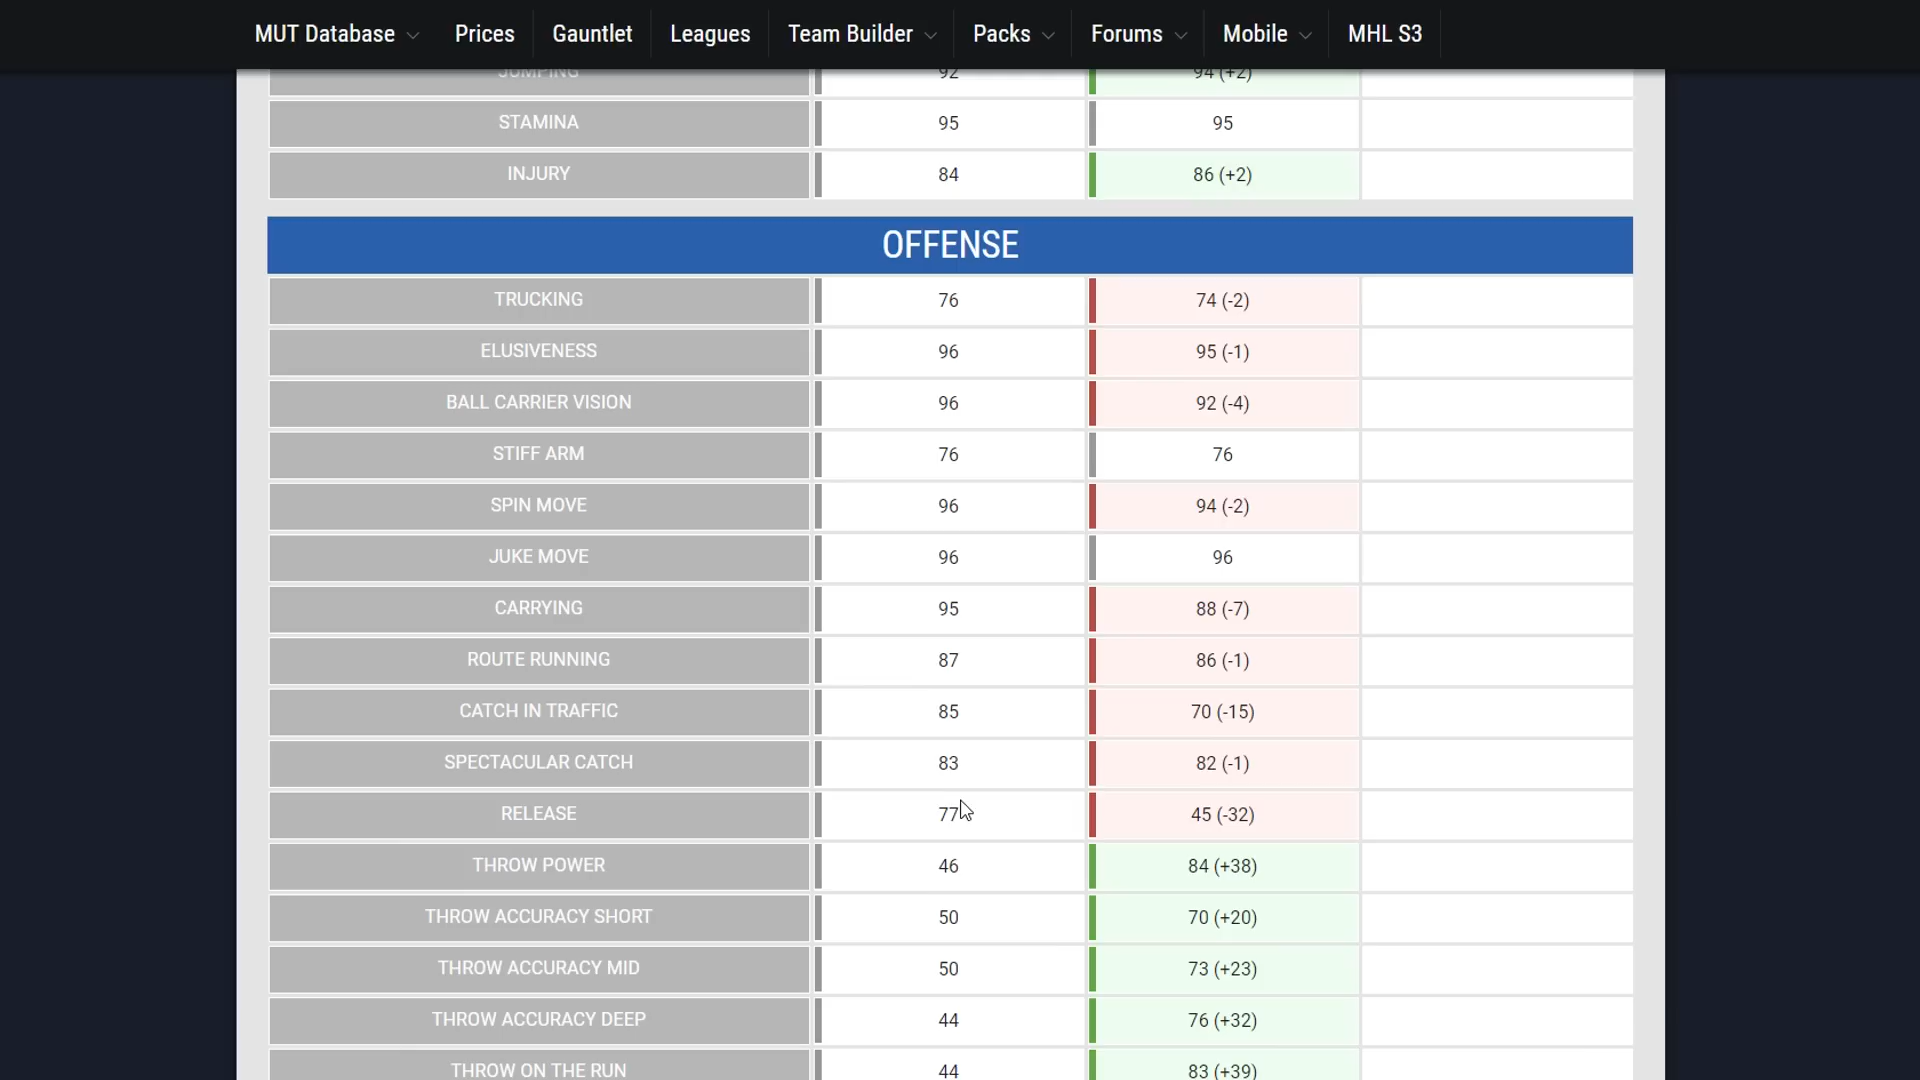 MUT Database Prices Gauntlet Leagues Team Builder Packs Forums Mobile MHL S3
JUMPING 92 94 (+2)
STAMINA 95 95
INJURY 84 86 (+2)
OFFENSE
TRUCKING 76 74 (-2)
ELUSIVENESS 96 95 (-1)
BALL CARRIER VISION 96 92 (-4)
STIFF ARM 76 76
SPIN MOVE 96 94 (-2)
JUKE MOVE 96 96
CARRYING 95 88 (-7)
ROUTE RUNNING 87 86 (-1)
CATCH IN TRAFFIC 85 70 (-15)
SPECTACULAR CATCH 83 82 (-1)
RELEASE 77 45 (-32)
THROW POWER 46 84 (+38)
THROW ACCURACY SHORT 50 70 (+20)
THROW ACCURACY MID 50 73 (+23)
THROW ACCURACY DEEP 44 76 (+32)
THROW ON THE RUN 44 83 (+39)